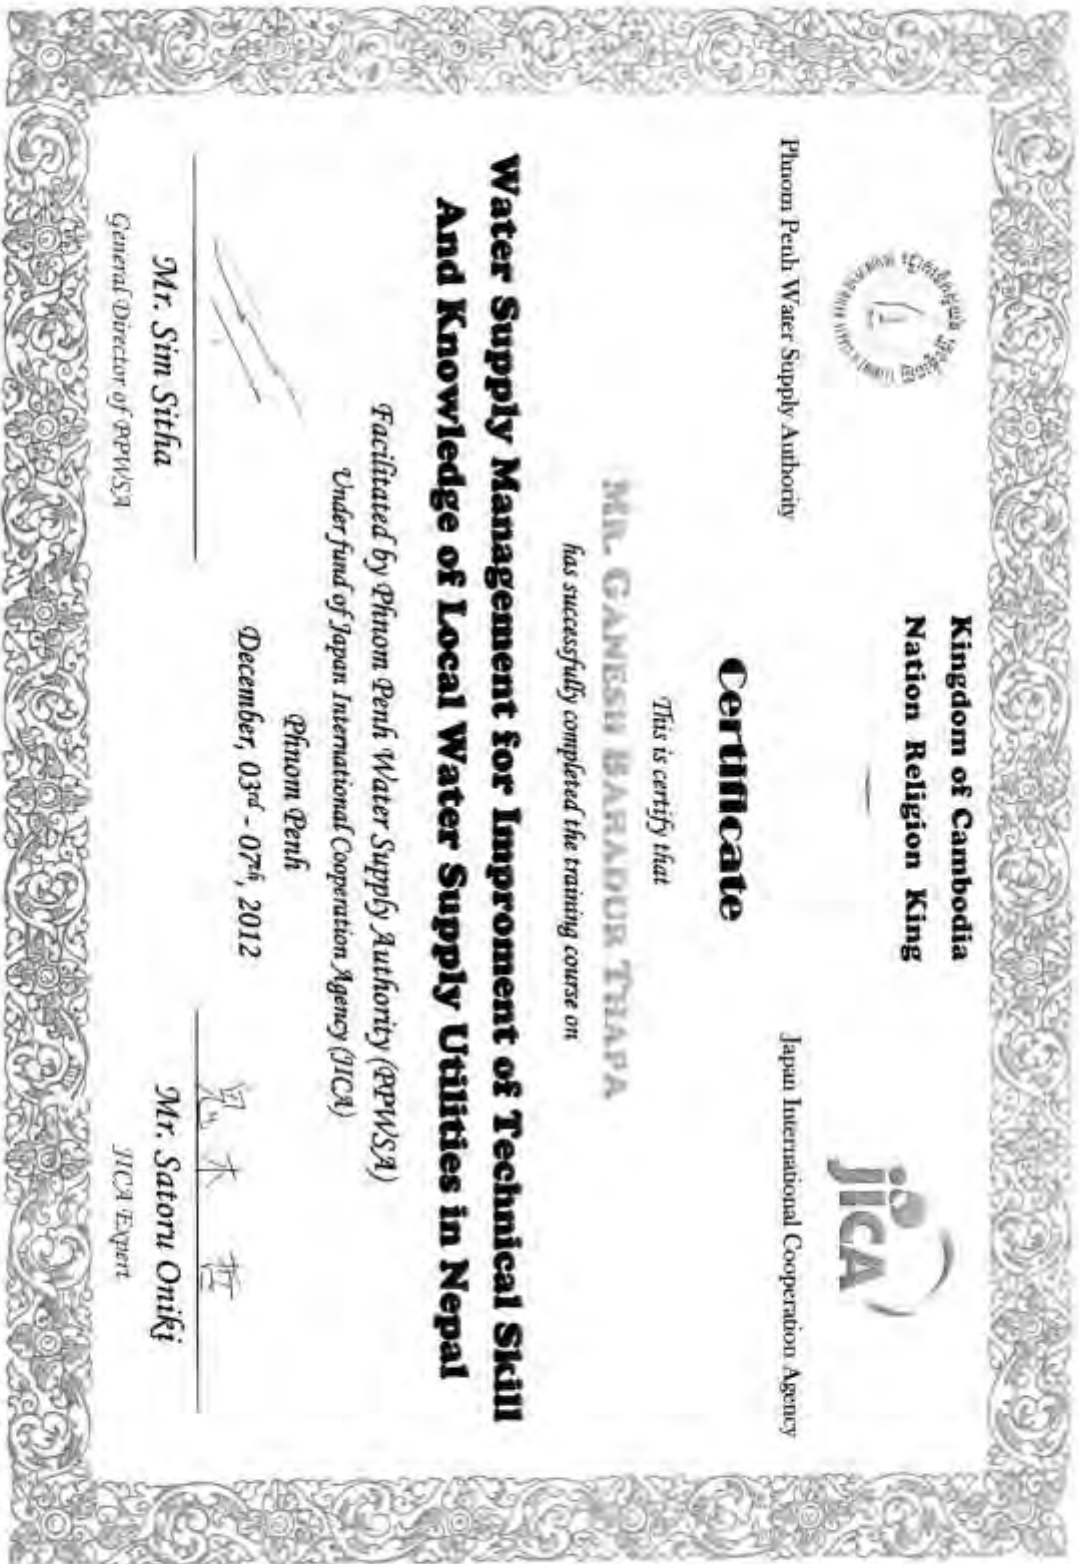 Kingdom of Cambodia
Nation Religion King
JICA
Phnom Penh Water Supply Authority
Japan International Cooperation Agency
Certificate
This is certify that
MR. GANESH BAHADUR THAPA
has successfully completed the training course on
Water Supply Management for Improment of Technical Skill
And Knowledge of Local Water Supply Utilities in Nepal
Facilitated by Phnom Penh Water Supply Authority (PPWSA)
Under fund of Japan International Cooperation Agency (JICA)
Phnom Penh
December, 03rd - 07th, 2012
鬼木 哲
Mr. Sim Sitha
General Director of PPWSA
Mr. Satoru Oniki
JICA Expert